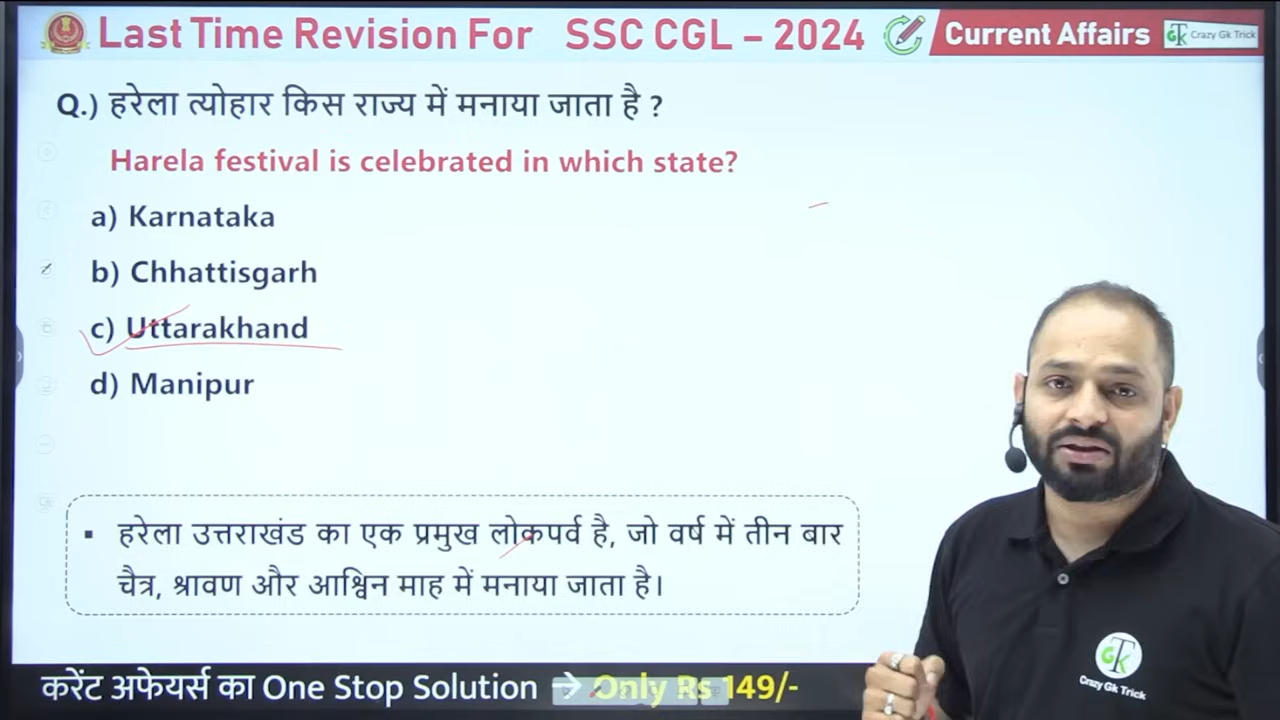 Last Time Revision For SSC CGL – 2024 Current Affairs GTK Crazy Gk Trick
Q.) हरेला त्योहार किस राज्य में मनाया जाता है ?
Harela festival is celebrated in which state?
a) Karnataka
b) Chhattisgarh
c) Uttarakhand
d) Manipur
▪ हरेला उत्तराखंड का एक प्रमुख लोकपर्व है, जो वर्ष में तीन बार
चैत्र, श्रावण और आश्विन माह में मनाया जाता है।
GTK
Crazy Gk Trick
करेंट अफेयर्स का One Stop Solution → Only Rs 149/-